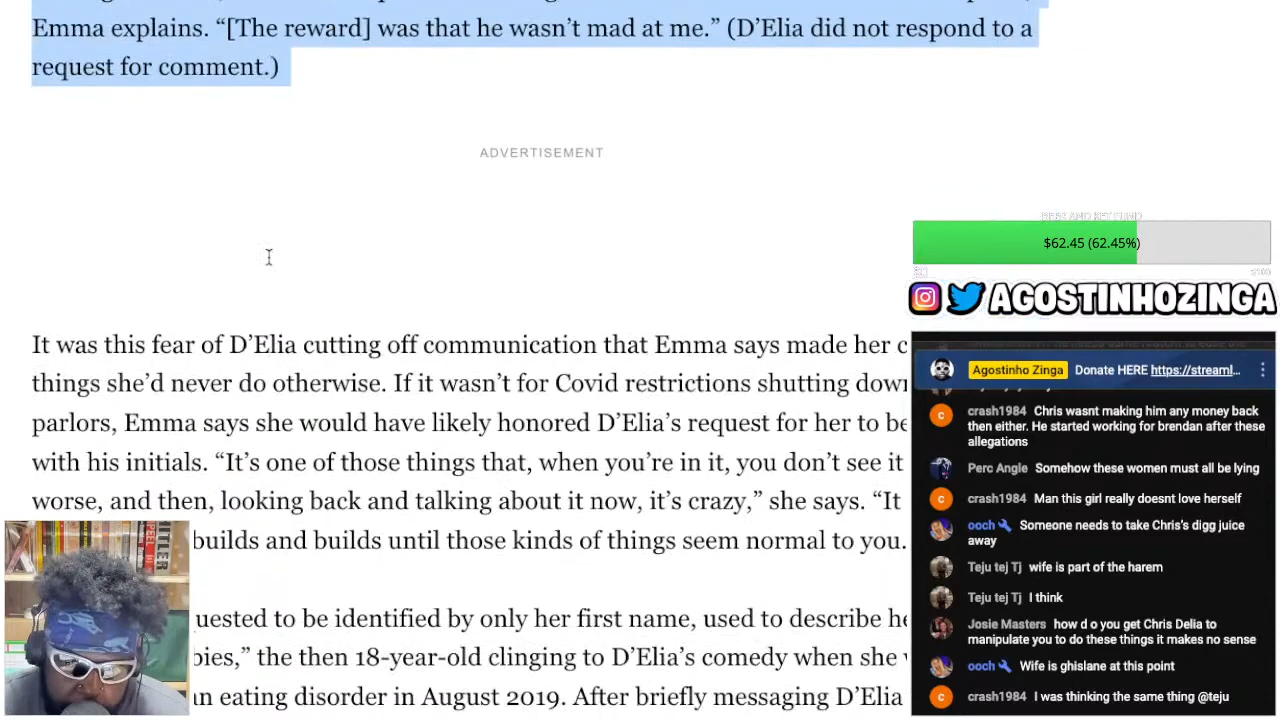 Emma explains. “[The reward] was that he wasn’t mad at me.” (D’Elia did not respond to a
request for comment.)
ADVERTISEMENT
$62.45 (62.45%)
AGOSTINHOZINGA
It was this fear of D’Elia cutting off communication that Emma says made her c
things she’d never do otherwise. If it wasn’t for Covid restrictions shutting down
parlors, Emma says she would have likely honored D’Elia’s request for her to be
with his initials. “It’s one of those things that, when you’re in it, you don’t see it
worse, and then, looking back and talking about it now, it’s crazy,” she says. “It
builds and builds until those kinds of things seem normal to you.
quested to be identified by only her first name, used to describe he
bies,” the then 18-year-old clinging to D’Elia’s comedy when she w
n eating disorder in August 2019. After briefly messaging D’Elia
Agostinho Zinga Donate HERE https://streaml...
crash1984 Chris wasnt making him any money back
then either. He started working for brendan after these
allegations
Perc Angle Somehow these women must all be lying
crash1984 Man this girl really doesnt love herself
ooch Someone needs to take Chris's digg juice
away
Teju tej Tj wife is part of the harem
Teju tej Tj I think
Josie Masters how d o you get Chris Delia to
manipulate you to do these things it makes no sense
ooch Wife is ghislane at this point
crash1984 I was thinking the same thing @teju